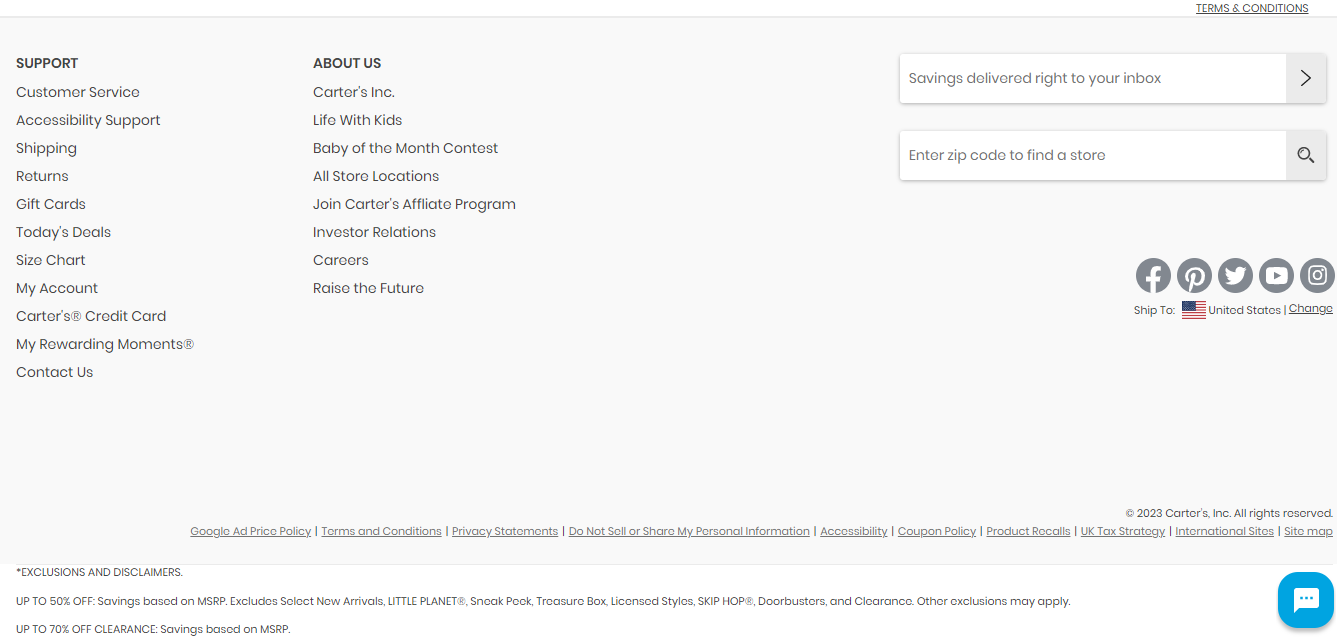 TERMS & CONDITIONS
SUPPORT
Customer Service
Accessibility Support
Shipping
Returns
Gift Cards
Today's Deals
Size Chart
My Account
Carter's® Credit Card
My Rewarding Moments®
Contact Us
ABOUT US
Carter's Inc.
Life With Kids
Baby of the Month Contest
All Store Locations
Join Carter's Affliate Program
Investor Relations
Careers
Raise the Future
Savings delivered right to your inbox
Enter zip code to find a store
Ship To: United States | Change
© 2023 Carter's, Inc. All rights reserved.
Google Ad Price Policy | Terms and Conditions | Privacy Statements | Do Not Sell or Share My Personal Information | Accessibility | Coupon Policy | Product Recalls | UK Tax Strategy | International Sites | Site map
*EXCLUSIONS AND DISCLAIMERS.
UP TO 50% OFF: Savings based on MSRP. Excludes Select New Arrivals, LITTLE PLANET®, Sneak Peek, Treasure Box, Licensed Styles, SKIP HOP®, Doorbusters, and Clearance. Other exclusions may apply.
UP TO 70% OFF CLEARANCE: Savings based on MSRP.